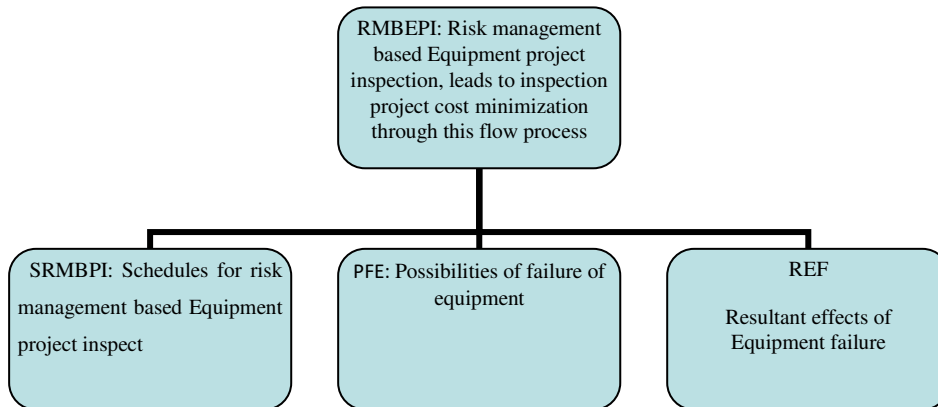 RMBEPI: Risk management
based Equipment project
inspection, leads to inspection
project cost minimization
through this flow process
SRMBPI: Schedules for risk
management based Equipment
project inspect
PFE: Possibilities of failure of
equipment
REF
Resultant effects of
Equipment failure